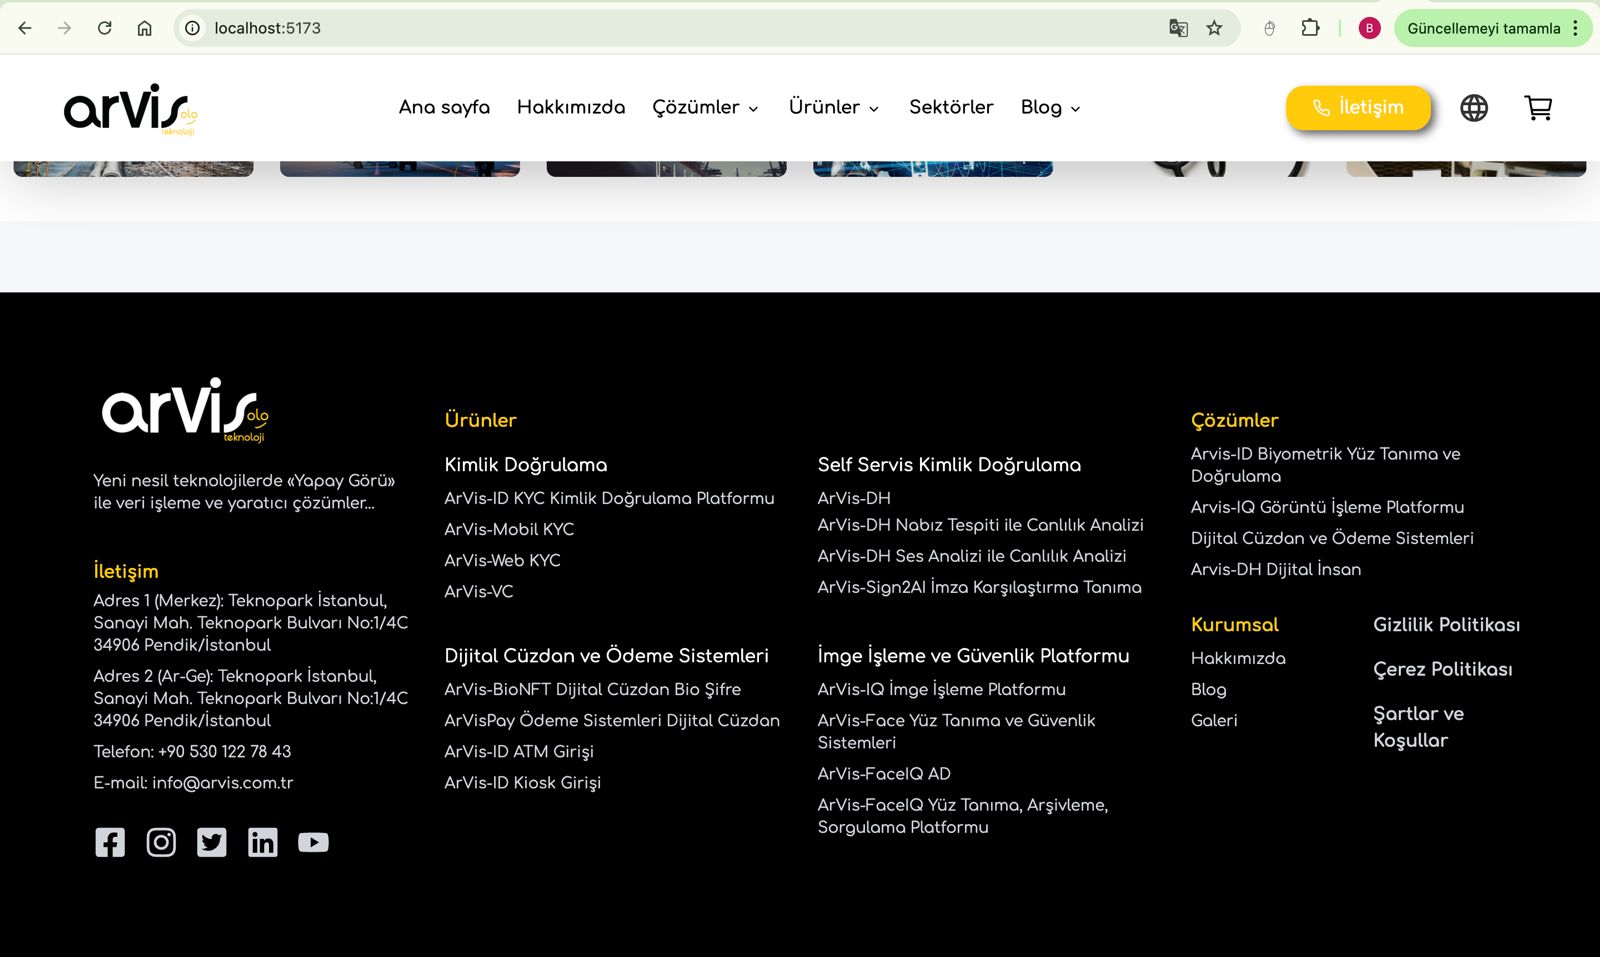 localhost:5173
B
Güncellemeyi tamamla
arvis
olo
teknoloji
Ana sayfa
Hakkımızda
Çözümler
Ürünler
Sektörler
Blog
İletişim
arvis
olo
teknoloji
Yeni nesil teknolojilerde «Yapay Görü»
ile veri işleme ve yaratıcı çözümler...
İletişim
Adres 1 (Merkez): Teknopark İstanbul,
Sanayi Mah. Teknopark Bulvarı No:1/4C
34906 Pendik/İstanbul
Adres 2 (Ar-Ge): Teknopark İstanbul,
Sanayi Mah. Teknopark Bulvarı No:1/4C
34906 Pendik/İstanbul
Telefon: +90 530 122 78 43
E-mail: info@arvis.com.tr
Ürünler
Kimlik Doğrulama
ArVis-ID KYC Kimlik Doğrulama Platformu
ArVis-Mobil KYC
ArVis-Web KYC
ArVis-VC
Dijital Cüzdan ve Ödeme Sistemleri
ArVis-BioNFT Dijital Cüzdan Bio Şifre
ArVisPay Ödeme Sistemleri Dijital Cüzdan
ArVis-ID ATM Girişi
ArVis-ID Kiosk Girişi
Self Servis Kimlik Doğrulama
ArVis-DH
ArVis-DH Nabız Tespiti ile Canlılık Analizi
ArVis-DH Ses Analizi ile Canlılık Analizi
ArVis-Sign2AI İmza Karşılaştırma Tanıma
İmge İşleme ve Güvenlik Platformu
ArVis-IQ İmge İşleme Platformu
ArVis-Face Yüz Tanıma ve Güvenlik
Sistemleri
ArVis-FaceIQ AD
ArVis-FaceIQ Yüz Tanıma, Arşivleme,
Sorgulama Platformu
Çözümler
Arvis-ID Biyometrik Yüz Tanıma ve
Doğrulama
Arvis-IQ Görüntü İşleme Platformu
Dijital Cüzdan ve Ödeme Sistemleri
Arvis-DH Dijital İnsan
Kurumsal
Hakkımızda
Blog
Galeri
Gizlilik Politikası
Çerez Politikası
Şartlar ve
Koşullar